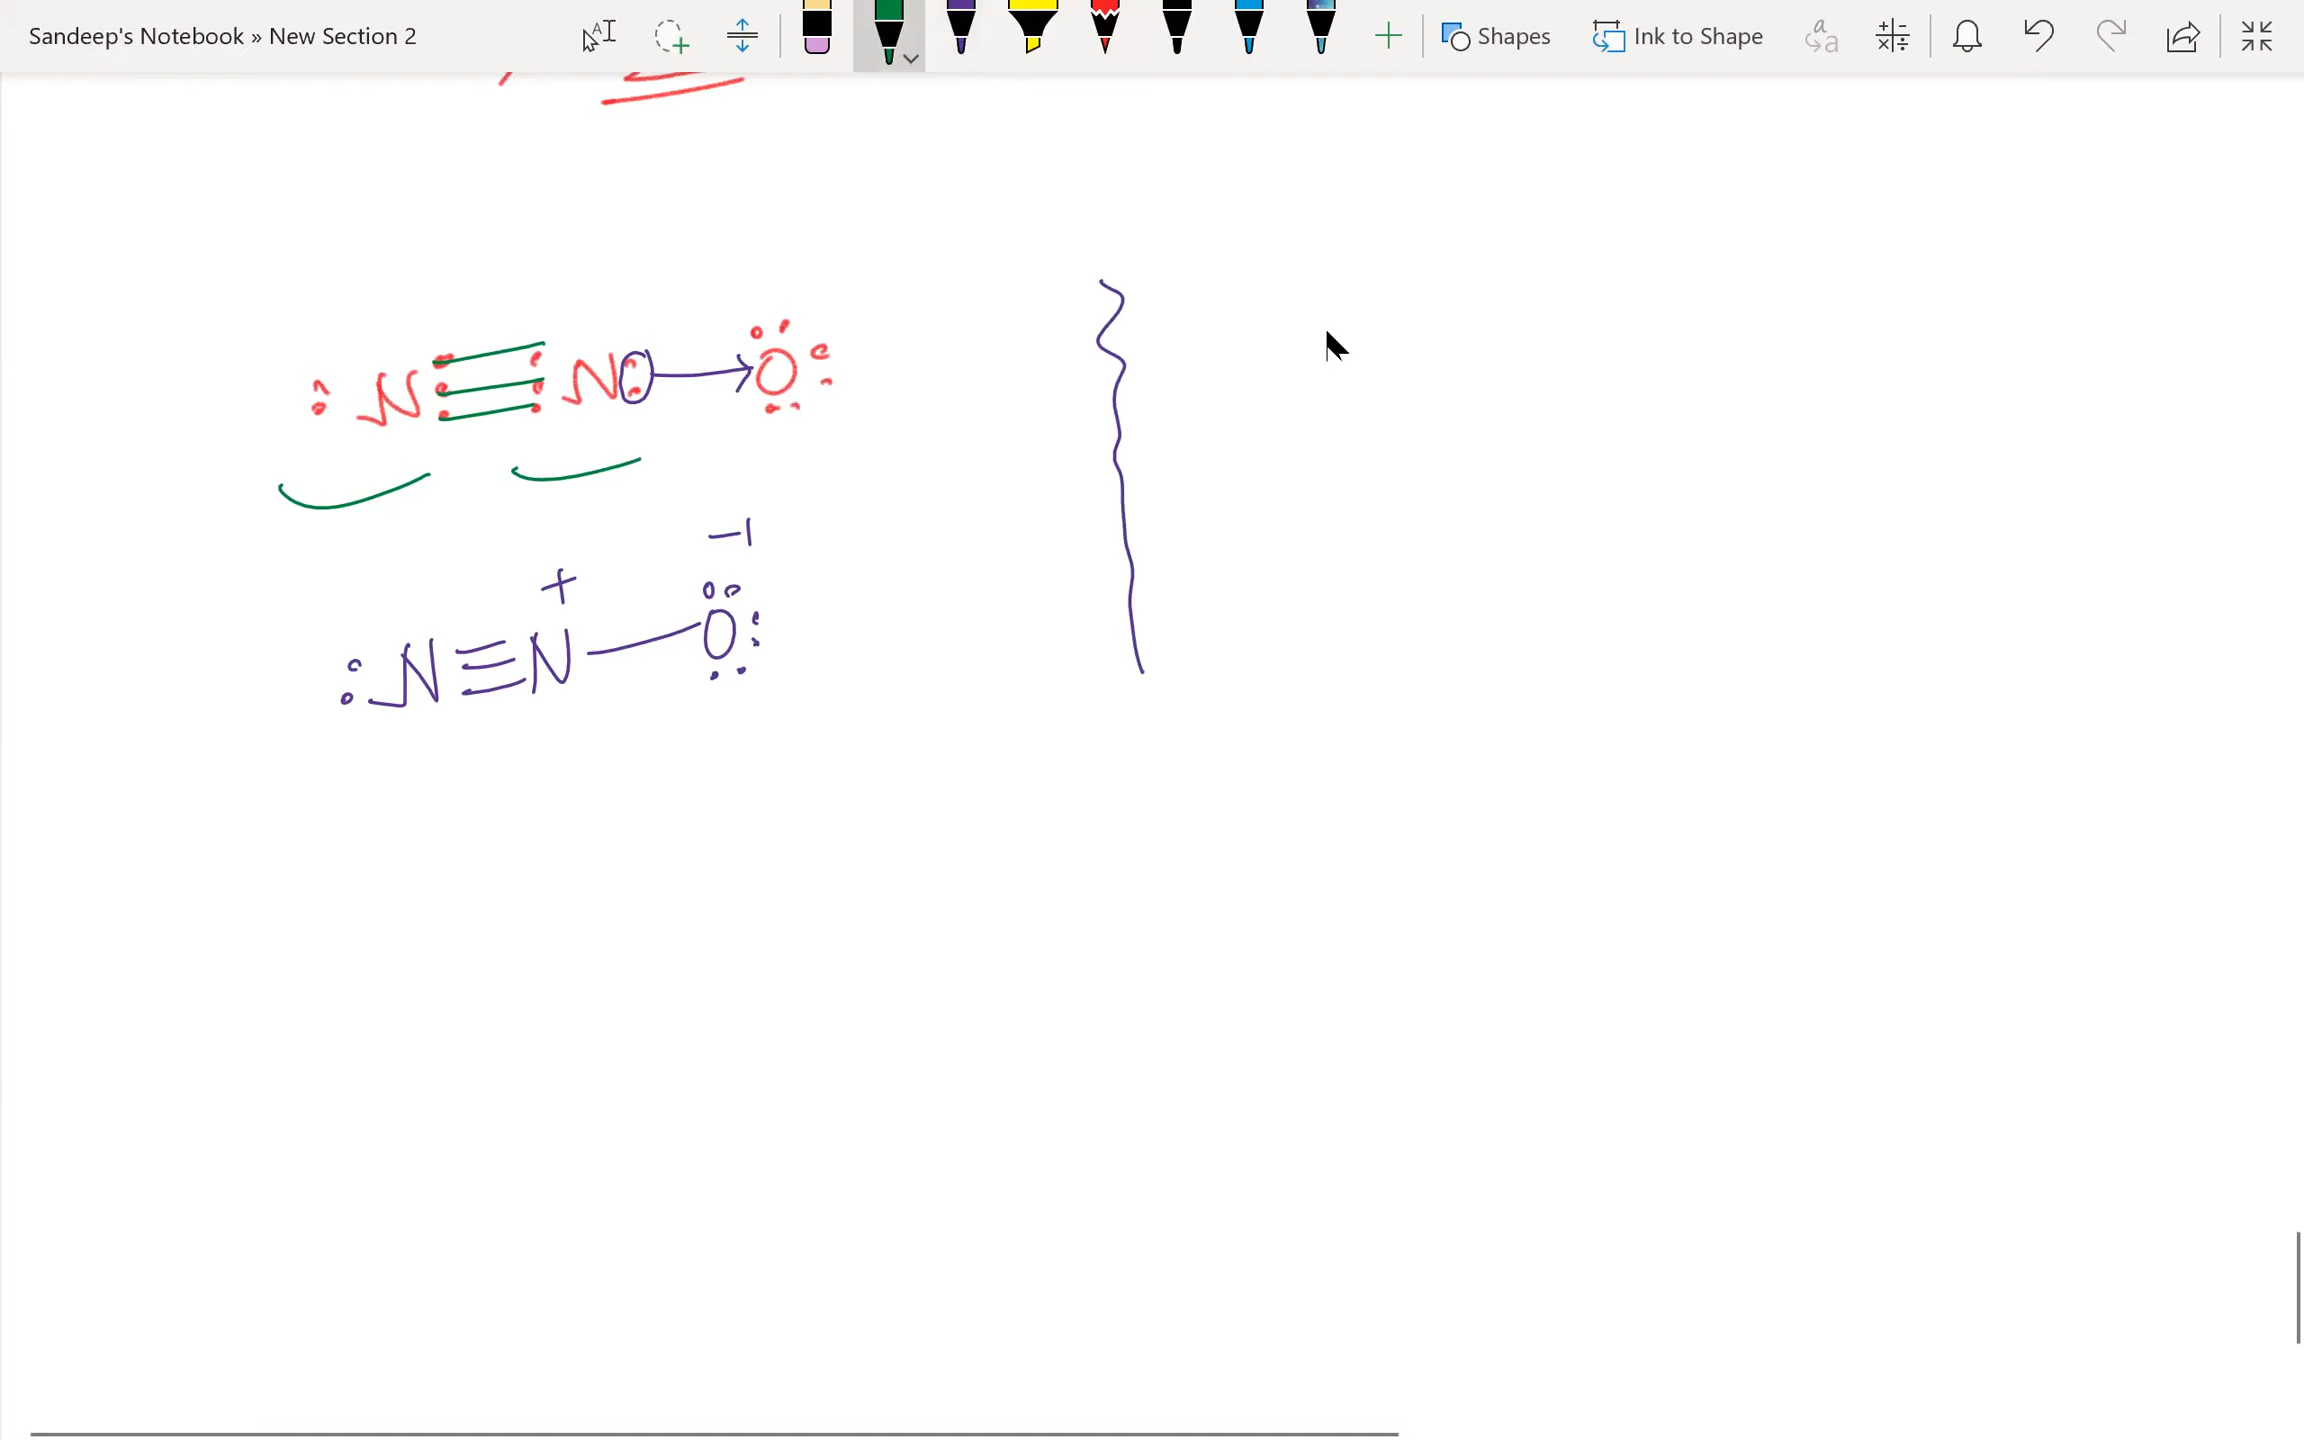 Sandeep's Notebook » New Section 2
Shapes
Ink to Shape
:N≡N:→O
+ -1
:N≡N—O